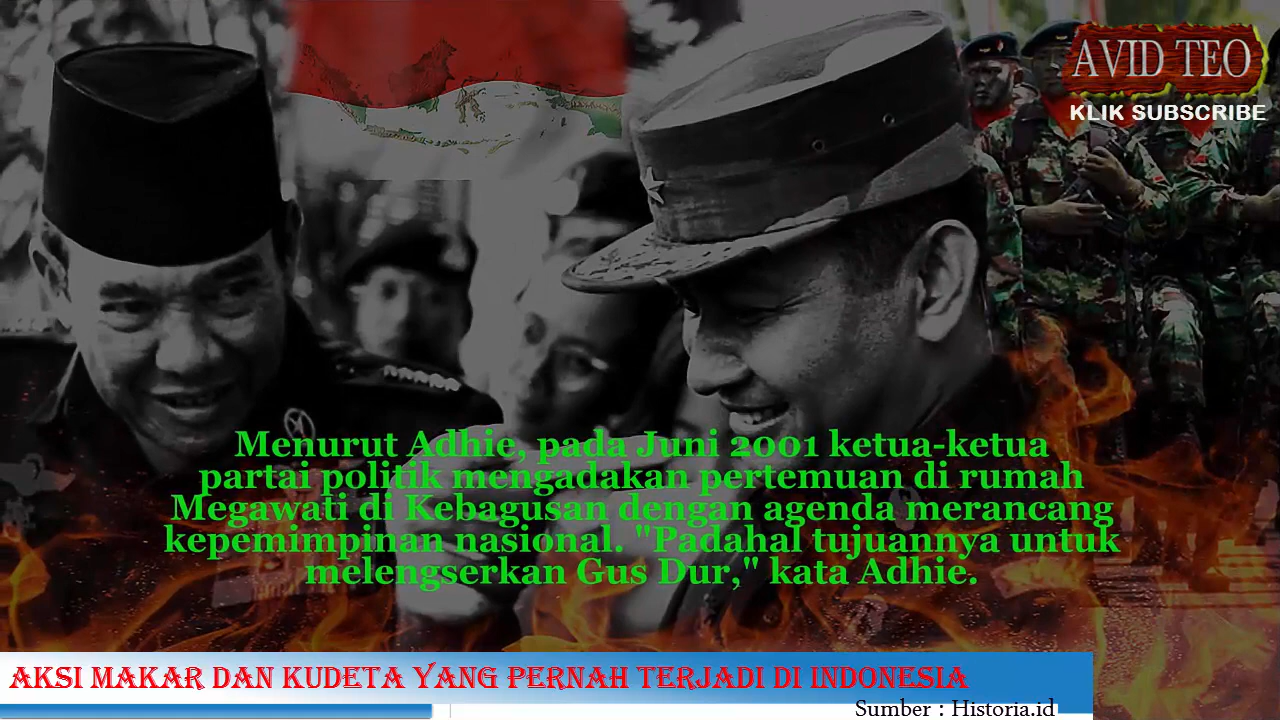 AVID TEO
KLIK SUBSCRIBE
Menurut Adhie, pada Juni 2001 ketua-ketua
partai politik mengadakan pertemuan di rumah
Megawati di Kebagusan dengan agenda merancang
kepemimpinan nasional. "Padahal tujuannya untuk
melengserkan Gus Dur," kata Adhie.
AKSI MAKAR DAN KUDETA YANG PERNAH TERJADI DI INDONESIA
Sumber : Historia.id